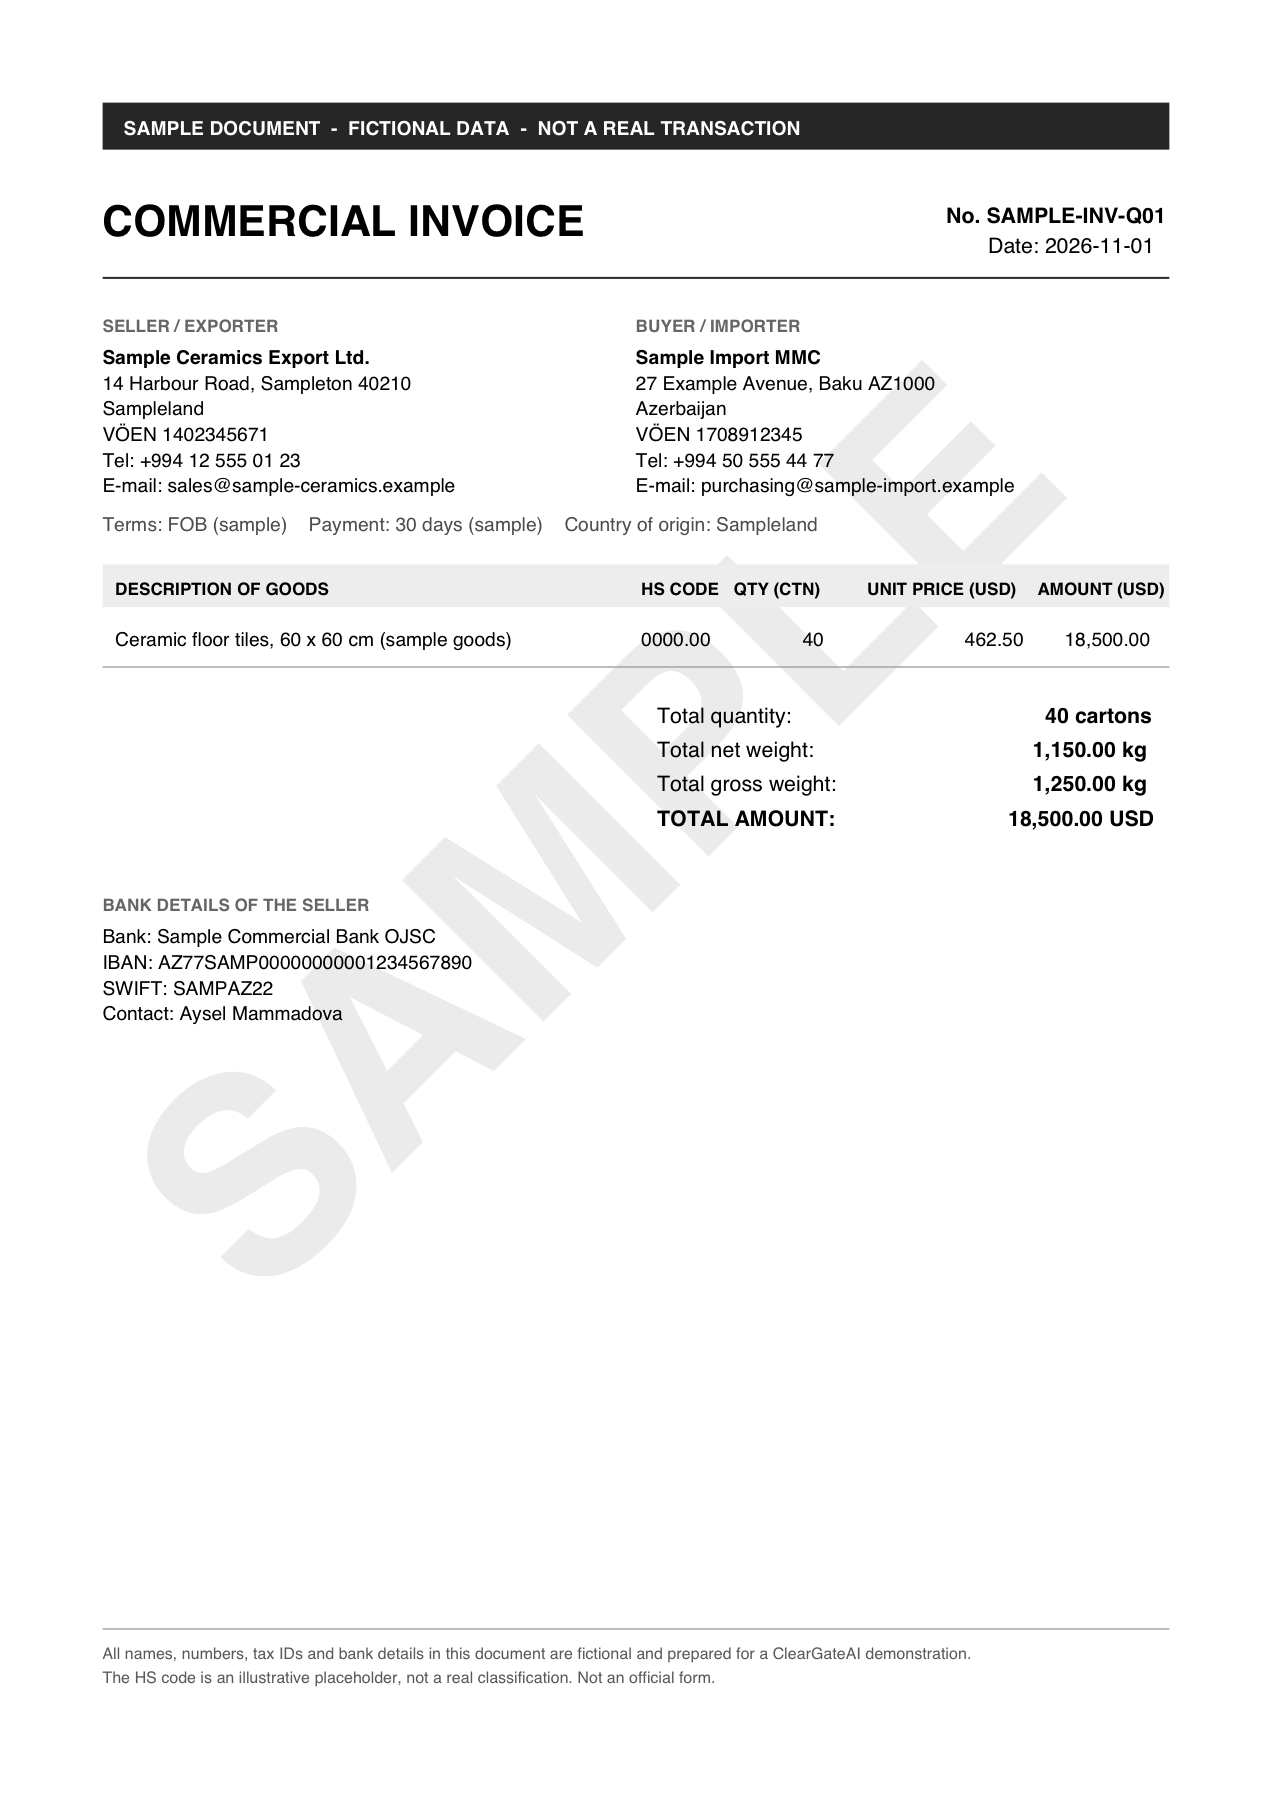 SAMPLE DOCUMENT - FICTIONAL DATA - NOT A REAL TRANSACTION
COMMERCIAL INVOICE
No. SAMPLE-INV-Q01
Date: 2026-11-01
SELLER / EXPORTER
Sample Ceramics Export Ltd.
14 Harbour Road, Sampleton 40210
Sampleland
VÖEN 1402345671
Tel: +994 12 555 01 23
E-mail: sales@sample-ceramics.example
BUYER / IMPORTER
Sample Import MMC
27 Example Avenue, Baku AZ1000
Azerbaijan
VÖEN 1708912345
Tel: +994 50 555 44 77
E-mail: purchasing@sample-import.example
Terms: FOB (sample) Payment: 30 days (sample) Country of origin: Sampleland
DESCRIPTION OF GOODS HS CODE QTY (CTN) UNIT PRICE (USD) AMOUNT (USD)
Ceramic floor tiles, 60 x 60 cm (sample goods) 0000.00 40 462.50 18,500.00
Total quantity: 40 cartons
Total net weight: 1,150.00 kg
Total gross weight: 1,250.00 kg
TOTAL AMOUNT: 18,500.00 USD
BANK DETAILS OF THE SELLER
Bank: Sample Commercial Bank OJSC
IBAN: AZ77SAMP00000000001234567890
SWIFT: SAMPAZ22
Contact: Aysel Mammadova
SAMPLE
All names, numbers, tax IDs and bank details in this document are fictional and prepared for a ClearGateAI demonstration.
The HS code is an illustrative placeholder, not a real classification. Not an official form.